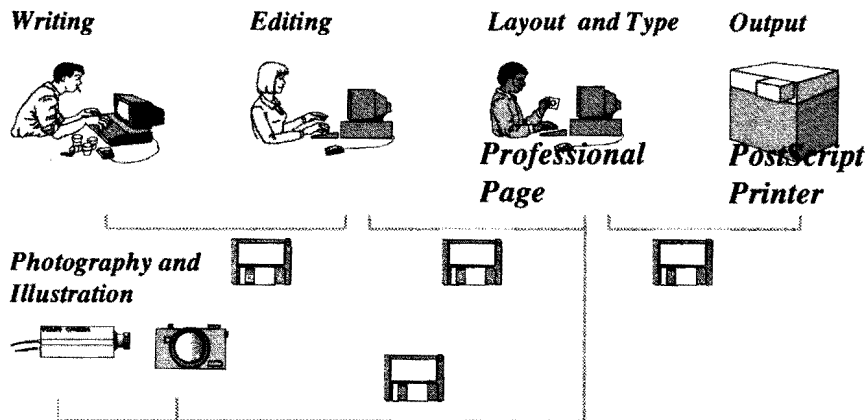 Writing
Editing
Layout and Type
Output
Professional
Page
PostScript
Printer
Photography and
Illustration